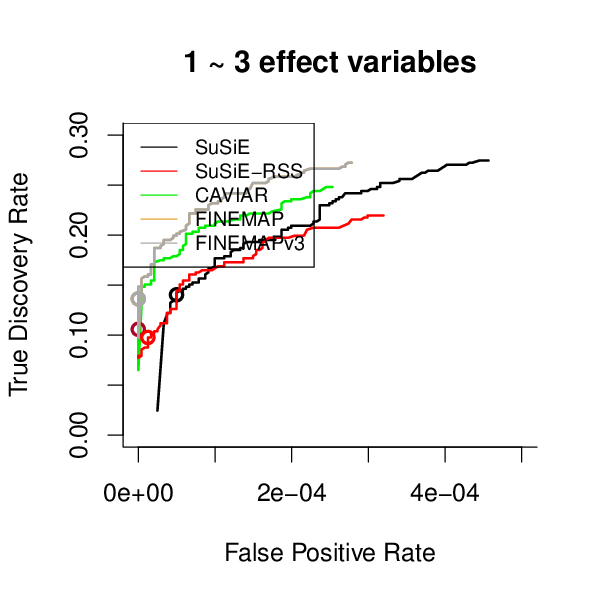 1 ~ 3 effect variables
True Discovery Rate
0.30
0.20
0.10
0.00
SuSiE
SuSiE−RSS
CAVIAR
FINEMAP
FINEMAPv3
0e+00 2e−04 4e−04
False Positive Rate